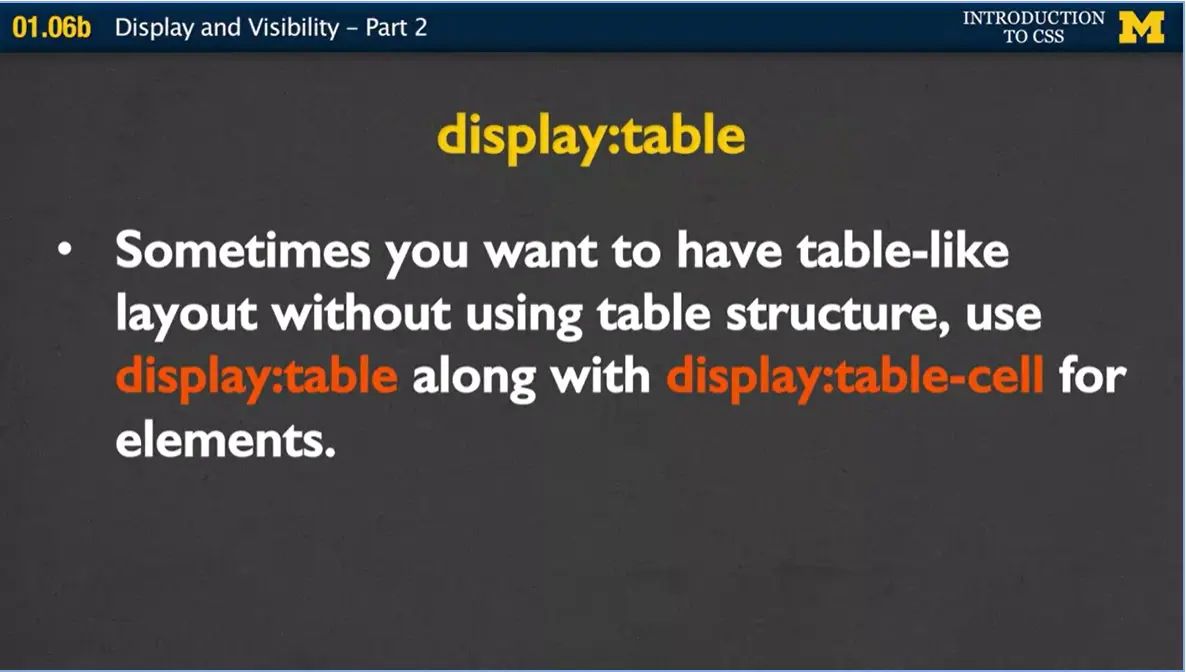 01.06b Display and Visibility – Part 2
INTRODUCTION
TO CSS
M
display:table
• Sometimes you want to have table-like
layout without using table structure, use
display:table along with display:table-cell for
elements.